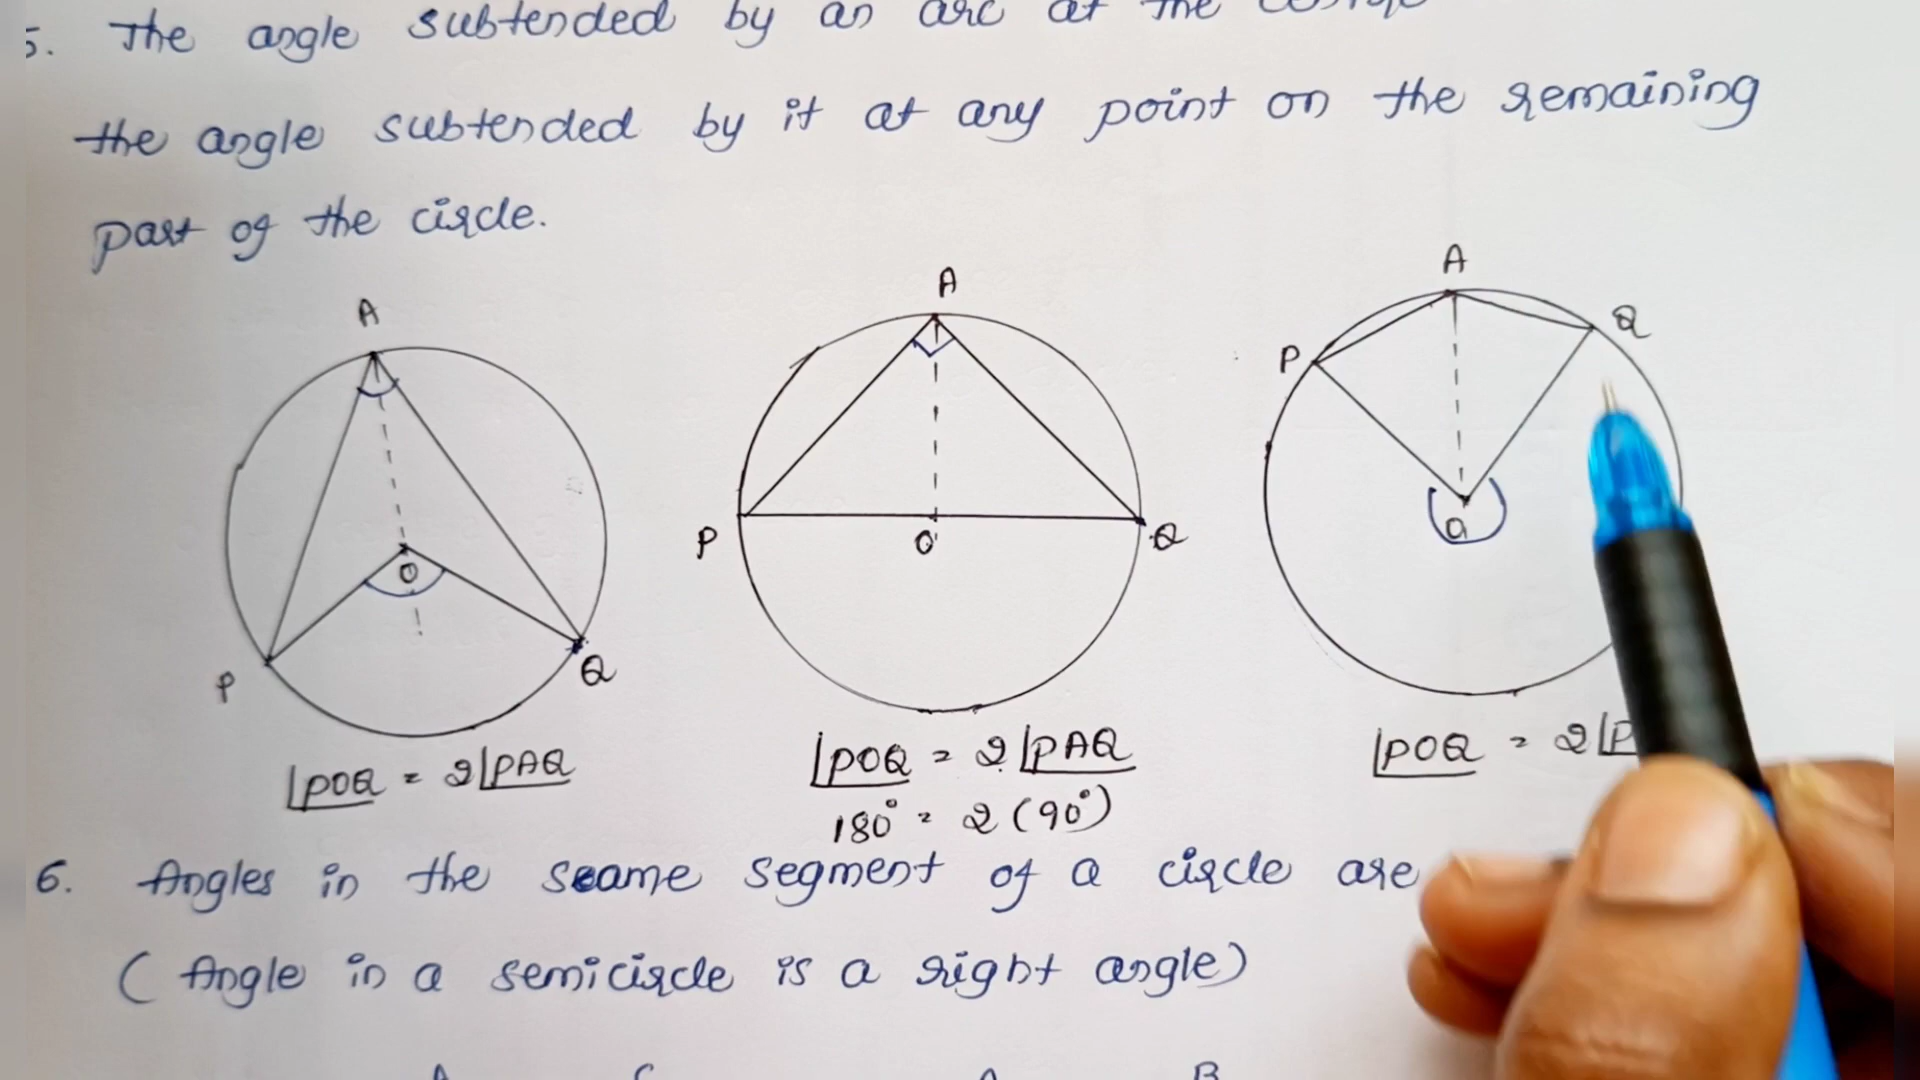 5. The angle subtended by an arc at the
the angle subtended by it at any point on the remaining
part of the circle.
A
A
A
Q
P
O
P
O
Q
O
P
Q
∠POQ = 2∠PAQ
∠POQ = 2∠PAQ
∠POQ = 2∠P
180° = 2(90°)
6. Angles in the same segment of a circle are
(Angle in a semicircle is a right angle)
A C A B